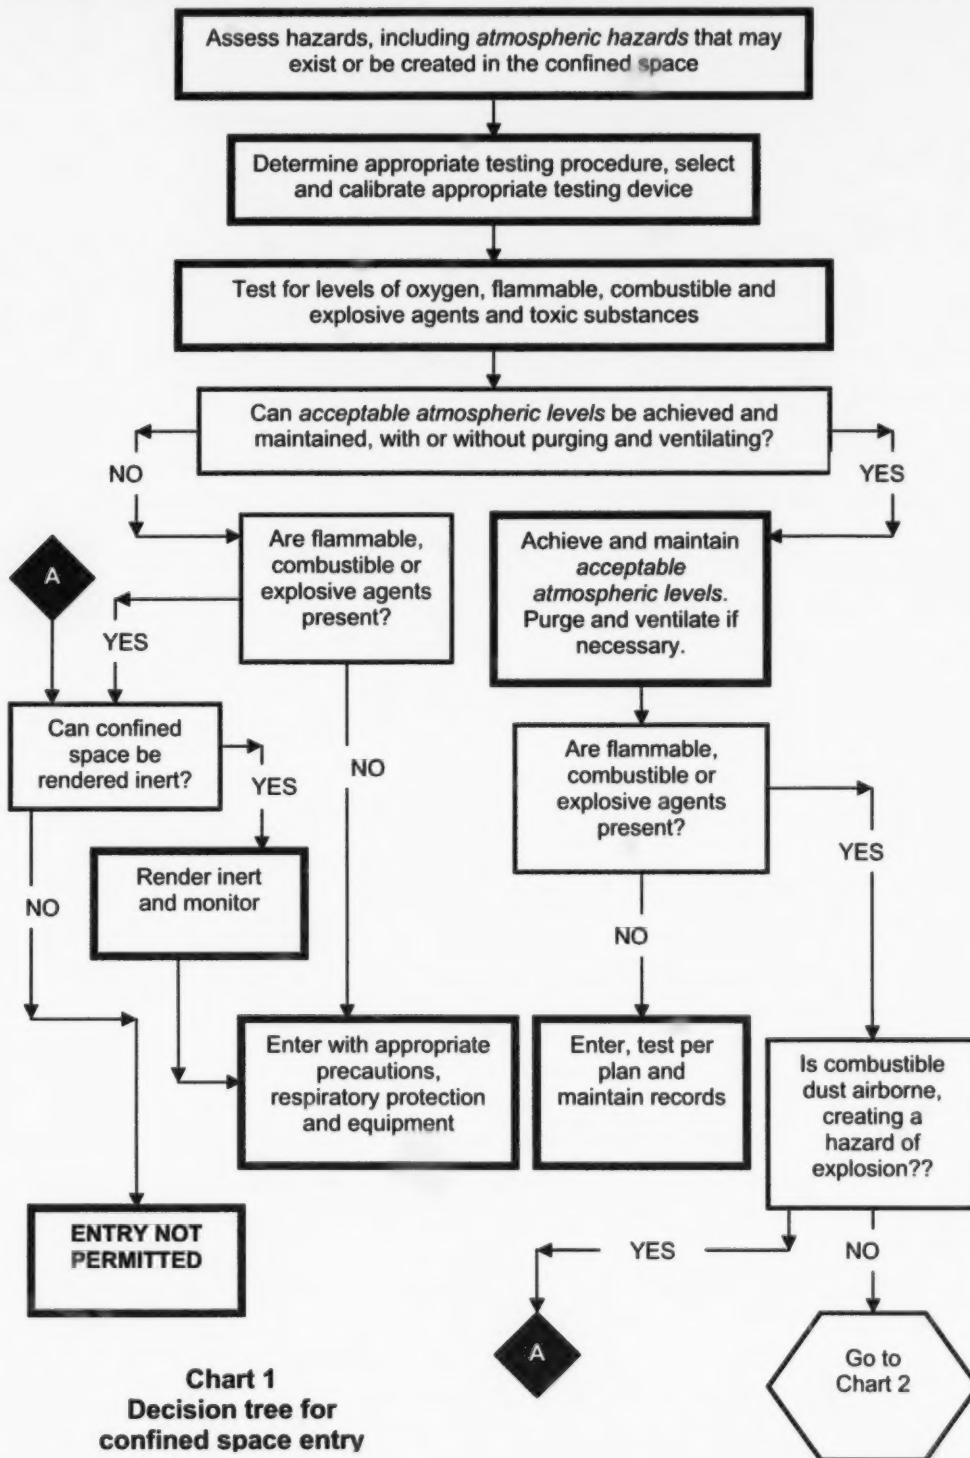 Assess hazards, including atmospheric hazards that may
exist or be created in the confined space
Determine appropriate testing procedure, select
and calibrate appropriate testing device
Test for levels of oxygen, flammable, combustible and
explosive agents and toxic substances
Can acceptable atmospheric levels be achieved and
maintained, with or without purging and ventilating?
NO
YES
Are flammable,
combustible or
explosive agents
present?
Achieve and maintain
acceptable
atmospheric levels.
Purge and ventilate if
necessary.
A
YES
Can confined
space be
rendered inert?
NO
YES
Are flammable,
combustible or
explosive agents
present?
YES
Render inert
and monitor
NO
NO
Enter with appropriate
precautions,
respiratory protection
and equipment
Enter, test per
plan and
maintain records
Is combustible
dust airborne,
creating a
hazard of
explosion??
ENTRY NOT
PERMITTED
YES
NO
A
Go to
Chart 2
Chart 1
Decision tree for
confined space entry